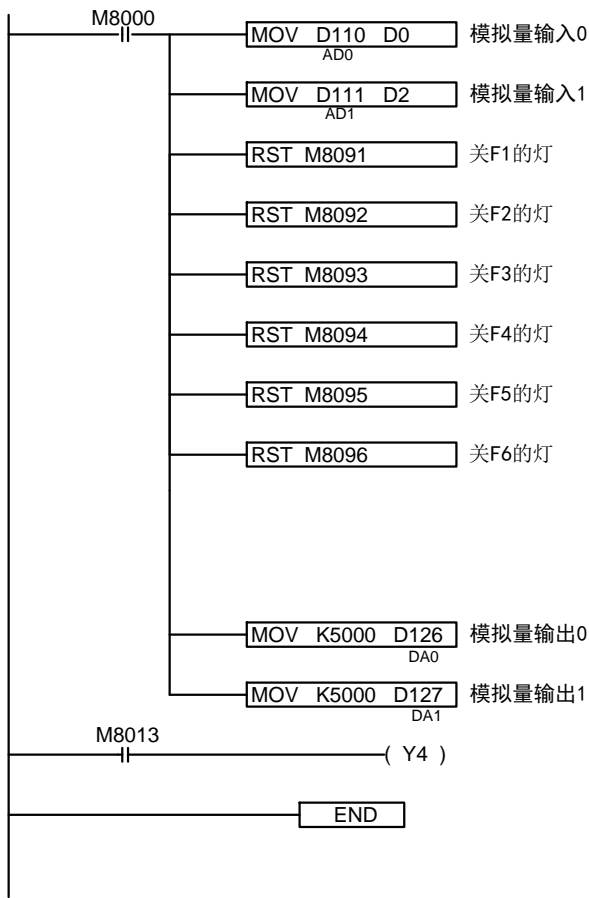 M8000
MOV D110 D0 模拟量输入0
AD0
MOV D111 D2 模拟量输入1
AD1
RST M8091 关F1的灯
RST M8092 关F2的灯
RST M8093 关F3的灯
RST M8094 关F4的灯
RST M8095 关F5的灯
RST M8096 关F6的灯
MOV K5000 D126 模拟量输出0
DA0
MOV K5000 D127 模拟量输出1
DA1
M8013
( Y4 )
END